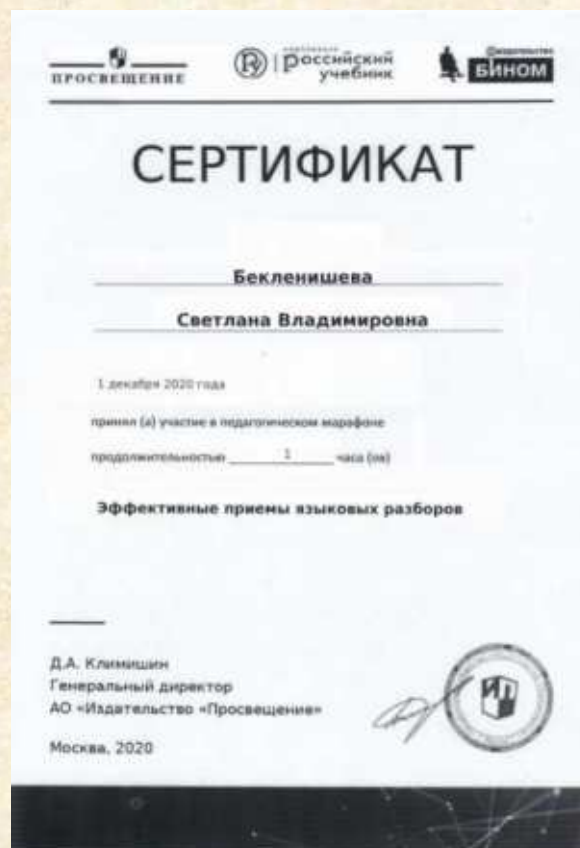 ПРОСВЕЩЕНИЕ
российский
учебник
БИНОМ
СЕРТИФИКАТ
Бекленишева
Светлана Владимировна
1 декабря 2020 года
принял (а) участие в педагогическом марафоне
продолжительностью 1 часа (ов)
Эффективные приемы языковых разборов
Д.А. Климишин
Генеральный директор
АО «Издательство «Просвещение»
Москва, 2020